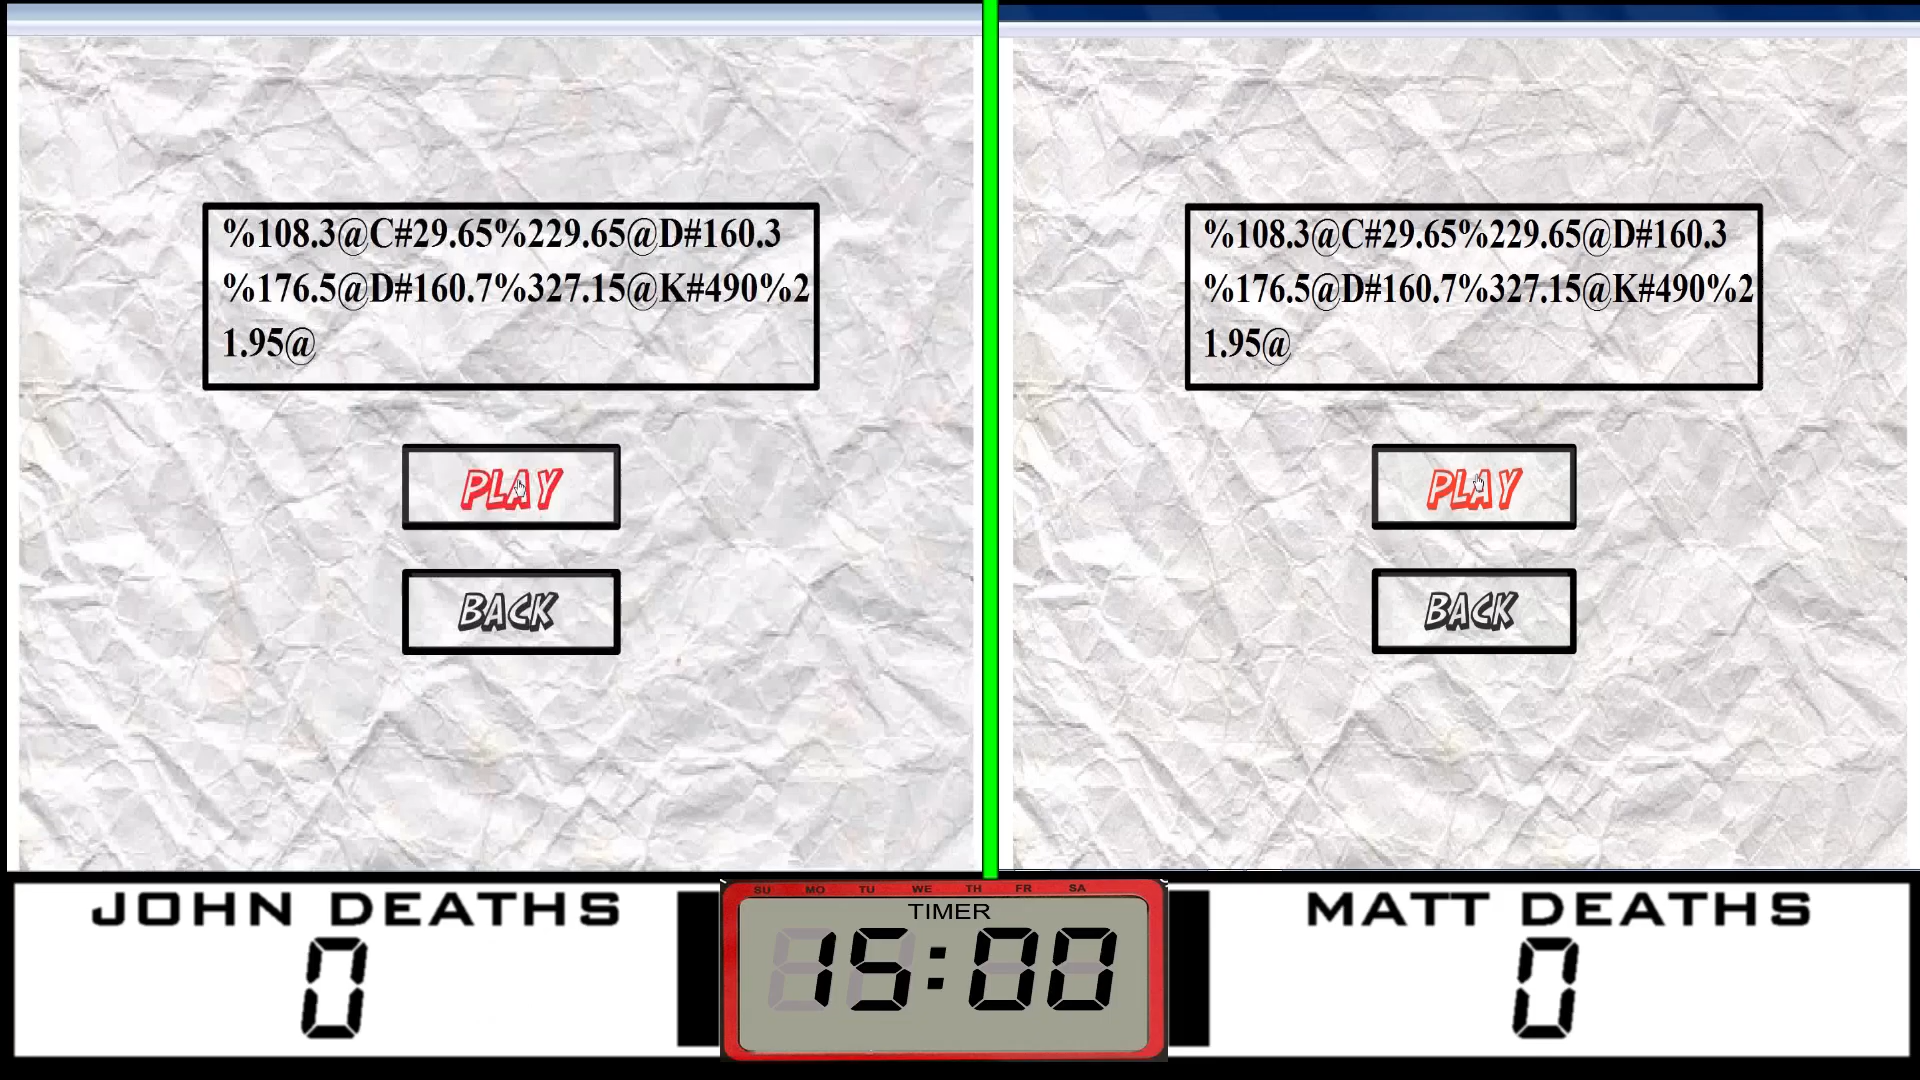 %108.3@C#29.65%229.65@D#160.3
%176.5@D#160.7%327.15@K#490%2
1.95@
PLAY
BACK
%108.3@C#29.65%229.65@D#160.3
%176.5@D#160.7%327.15@K#490%2
1.95@
PLAY
BACK
JOHN DEATHS
0
SU MO TU WE TH FR SA
TIMER
15:00
MATT DEATHS
0